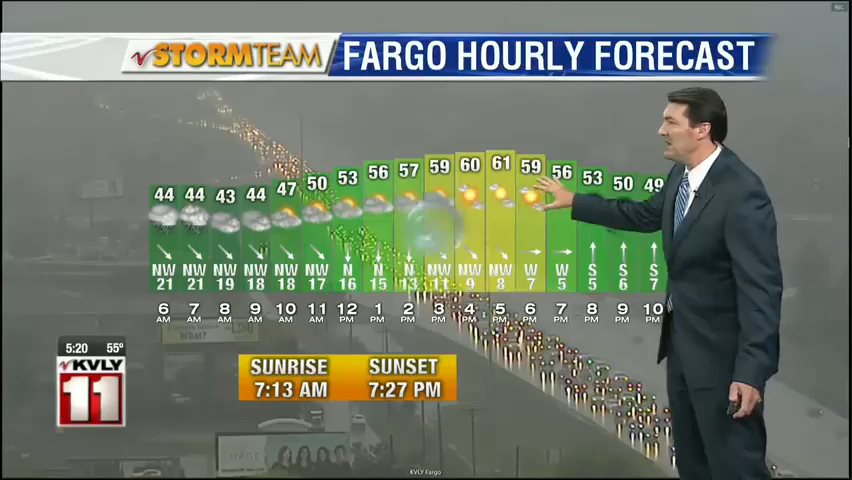 STORMTEAM
FARGO HOURLY FORECAST
44 44 43 44 47 50 53 56 57 59 60 61 59 56 53 50 49
NW NW NW NW NW NW N N N NW NW NW W W S S S
21 21 19 18 18 17 16 15 13 11 9 8 7 5 5 6 7
6 7 8 9 10 11 12 1 2 3 4 5 6 7 8 9 10
AM AM AM AM AM AM PM PM PM PM PM PM PM PM PM PM
SUNRISE SUNSET
7:13 AM 7:27 PM
5:20 55°
KVLY
11
What?
KVLY Fargo